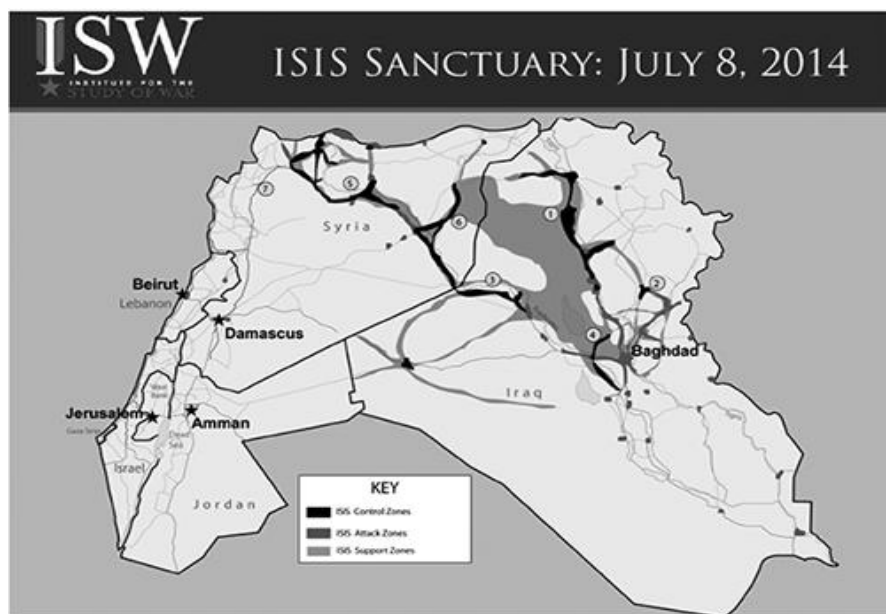 ISW
INSTITUTE FOR THE
STUDY OF WAR
ISIS SANCTUARY: JULY 8, 2014
7
5
6
1
Syria
2
3
Beirut
Lebanon
Damascus
4
Baghdad
West
Bank
Iraq
Jerusalem
Amman
Gaza Strip
Dead
Sea
Israel
Jordan
KEY
ISIS Control Zones
ISIS Attack Zones
ISIS Support Zones